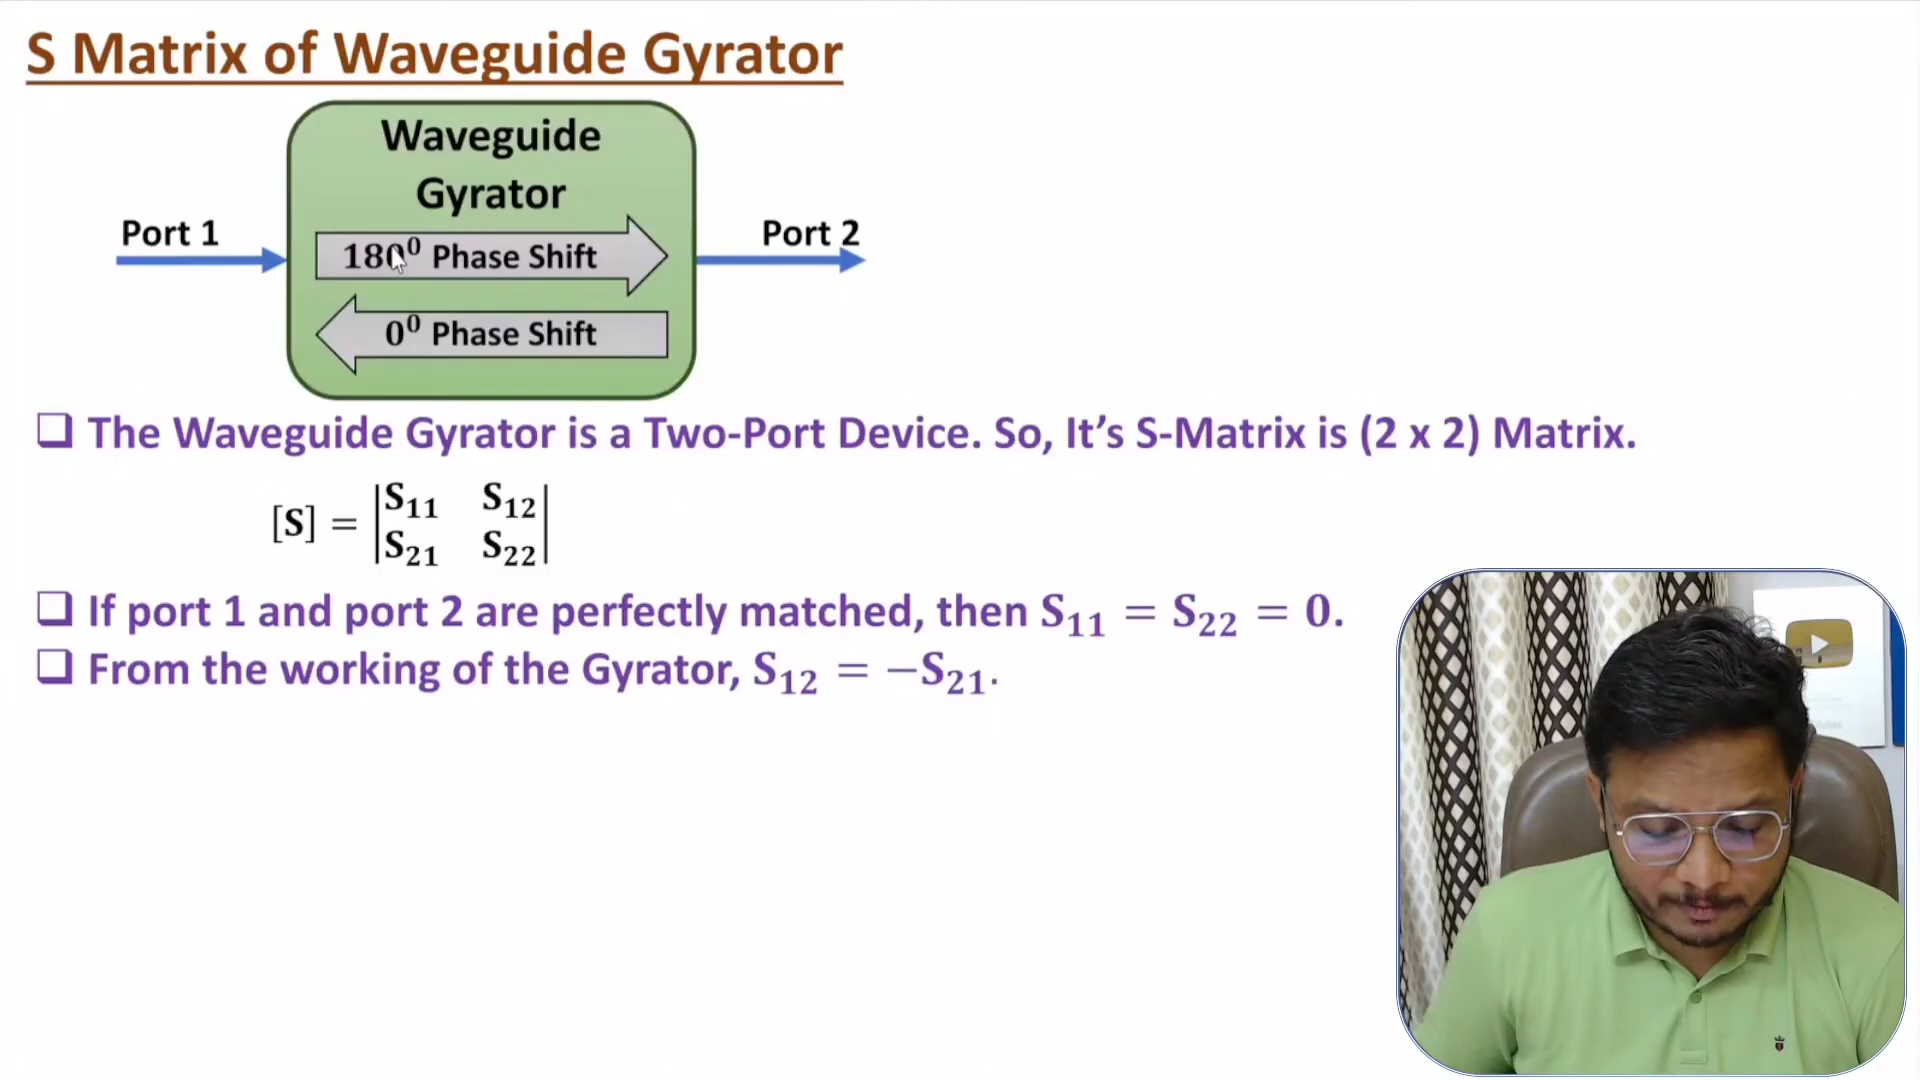 S Matrix of Waveguide Gyrator
Waveguide
Gyrator
Port 1
Port 2
180⁰ Phase Shift
0⁰ Phase Shift
❑ The Waveguide Gyrator is a Two-Port Device. So, It’s S-Matrix is (2 x 2) Matrix.
[S] = |S₁₁ S₁₂|
|S₂₁ S₂₂|
❑ If port 1 and port 2 are perfectly matched, then S₁₁ = S₂₂ = 0.
❑ From the working of the Gyrator, S₁₂ = −S₂₁.